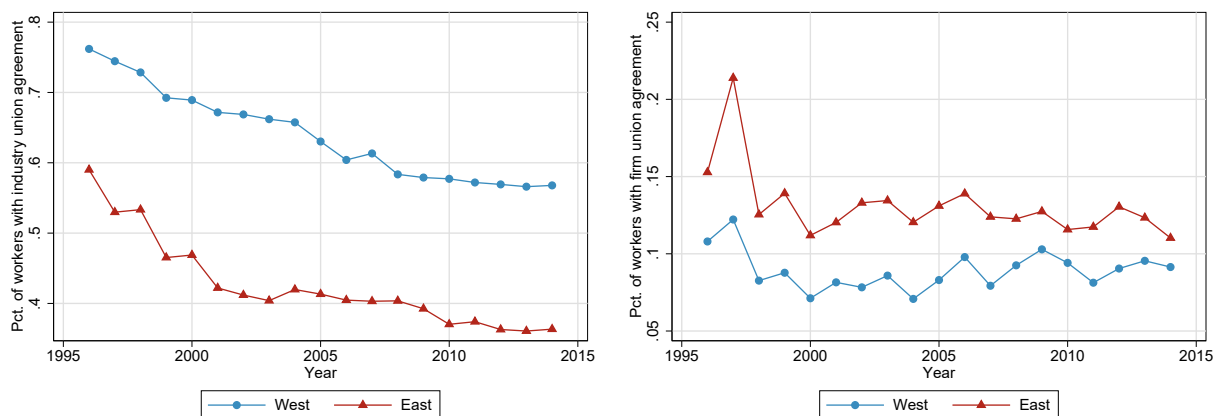 Pct. of workers with industry union agreement
.8
.7
.6
.5
.4
1995 2000 2005 2010 2015
Year
West East
Pct. of workers with firm union agreement
.25
.2
.15
.1
.05
1995 2000 2005 2010 2015
Year
West East